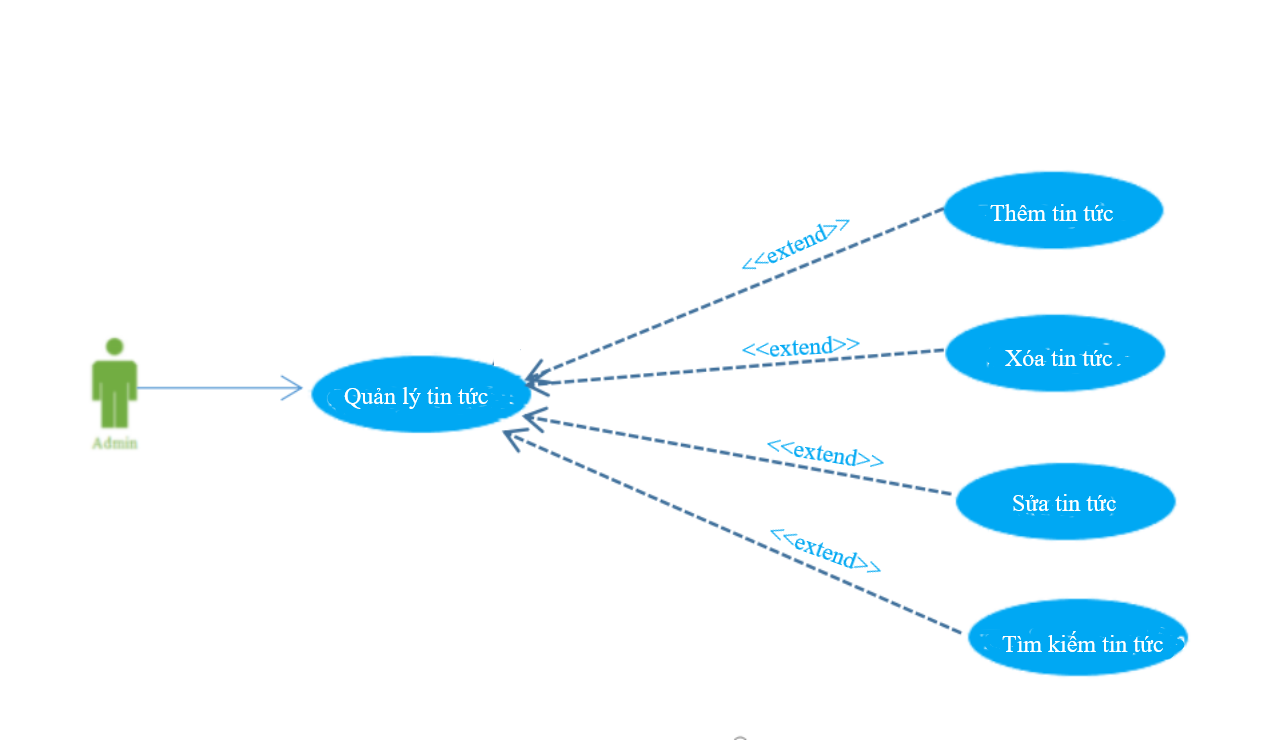 Thêm tin tức
<<extend>>
<<extend>>
Xóa tin tức
Quản lý tin tức
Admin
<<extend>>
Sửa tin tức
<<extend>>
Tìm kiếm tin tức